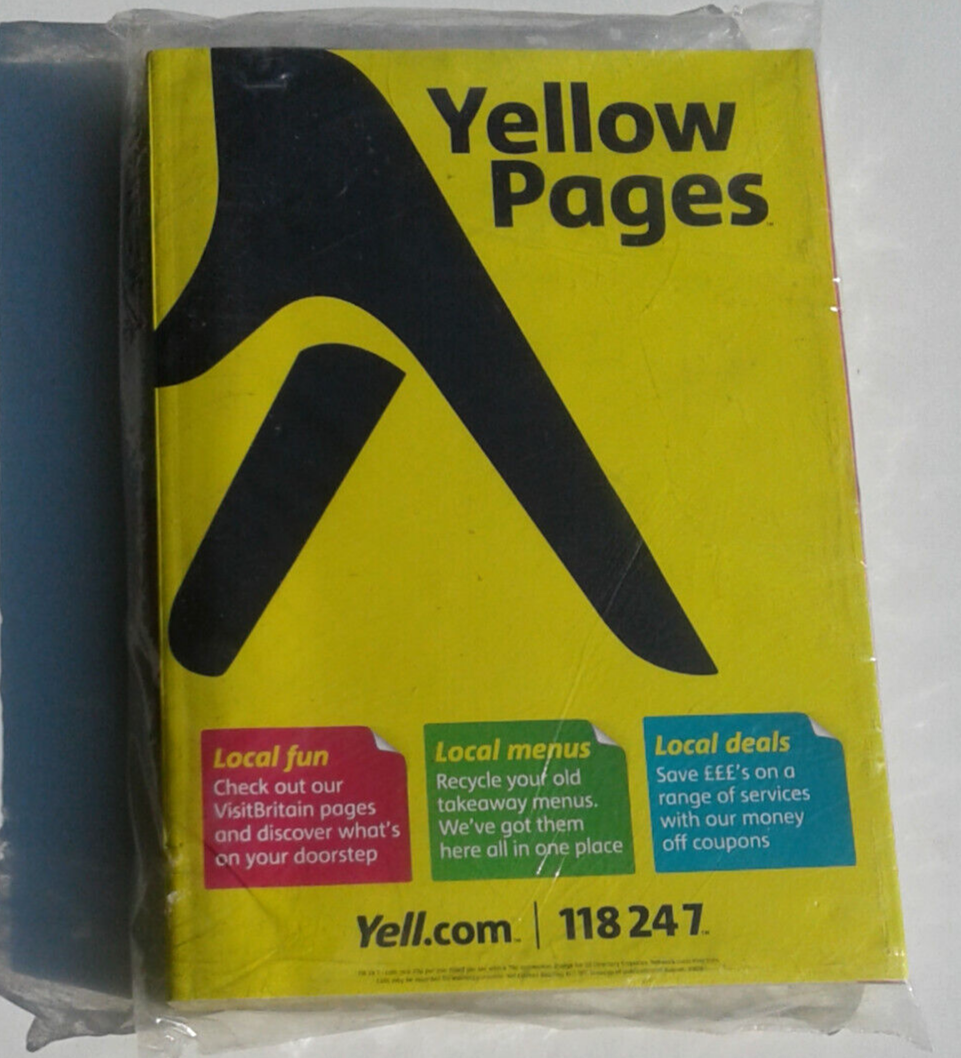 Yellow
Pages
Local fun
Check out our
VisitBritain pages
and discover what's
on your doorstep
Local menus
Recycle your old
takeaway menus.
We've got them
here all in one place
Local deals
Save £££'s on a
range of services
with our money
off coupons
Yell.com™ | 118 247™